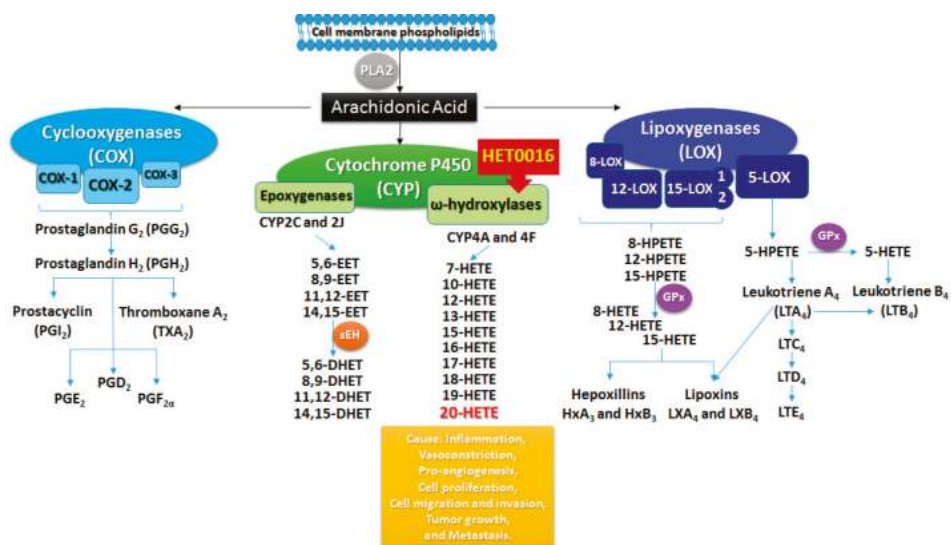 Cell membrane phospholipids
PLA2
Arachidonic Acid
Cyclooxygenases
(COX)
COX-1
COX-2
COX-3
Prostaglandin G₂ (PGG₂)
Prostaglandin H₂ (PGH₂)
Prostacyclin
(PGI₂)
Thromboxane A₂
(TXA₂)
PGE₂
PGD₂
PGF₂α
Cytochrome P450
(CYP)
HET0016
Epoxygenases
CYP2C and 2J
5,6-EET
8,9-EET
11,12-EET
14,15-EET
sEH
5,6-DHET
8,9-DHET
11,12-DHET
14,15-DHET
ω-hydroxylases
CYP4A and 4F
7-HETE
10-HETE
12-HETE
13-HETE
15-HETE
16-HETE
17-HETE
18-HETE
19-HETE
20-HETE
Cause: Inflammation,
Vasoconstriction,
Pro-angiogenesis,
Cell proliferation,
Cell migration and invasion,
Tumor growth,
and Metastasis.
Lipoxygenases
(LOX)
8-LOX
12-LOX
15-LOX
1
2
5-LOX
8-HPETE
12-HPETE
15-HPETE
GPx
8-HETE
12-HETE
15-HETE
Hepoxillins
HxA₃ and HxB₃
Lipoxins
LXA₄ and LXB₄
5-HPETE
GPx
5-HETE
Leukotriene A₄
(LTA₄)
Leukotriene B₄
(LTB₄)
LTC₄
LTD₄
LTE₄